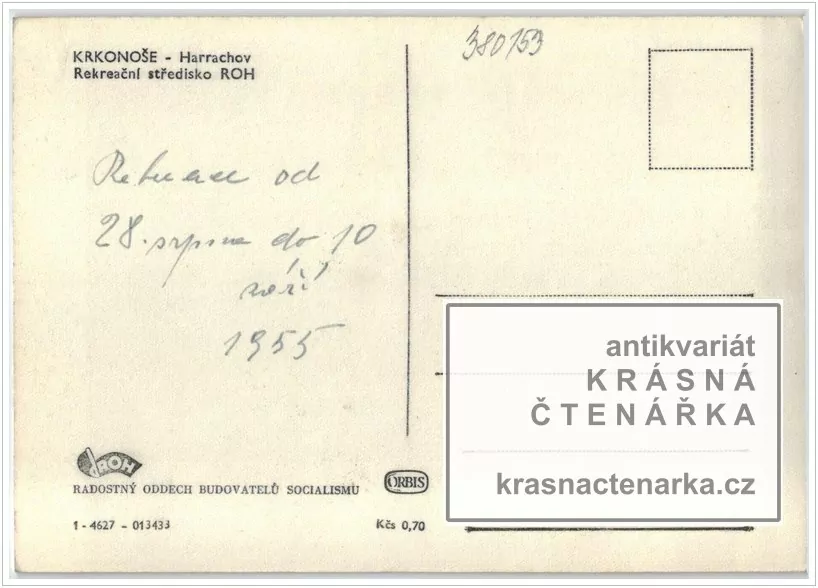 380153
KRKONOŠE - Harrachov
Rekreační středisko ROH
Rekreace od
28. srpna do 10
září
1955
ROH
RADOSTNÝ ODDECH BUDOVATELŮ SOCIALISMU
ORBIS
1 - 4627 - 013433
Kčs 0,70
antikvariát
KRÁSNÁ
ČTENÁŘKA
krasnactenarka.cz